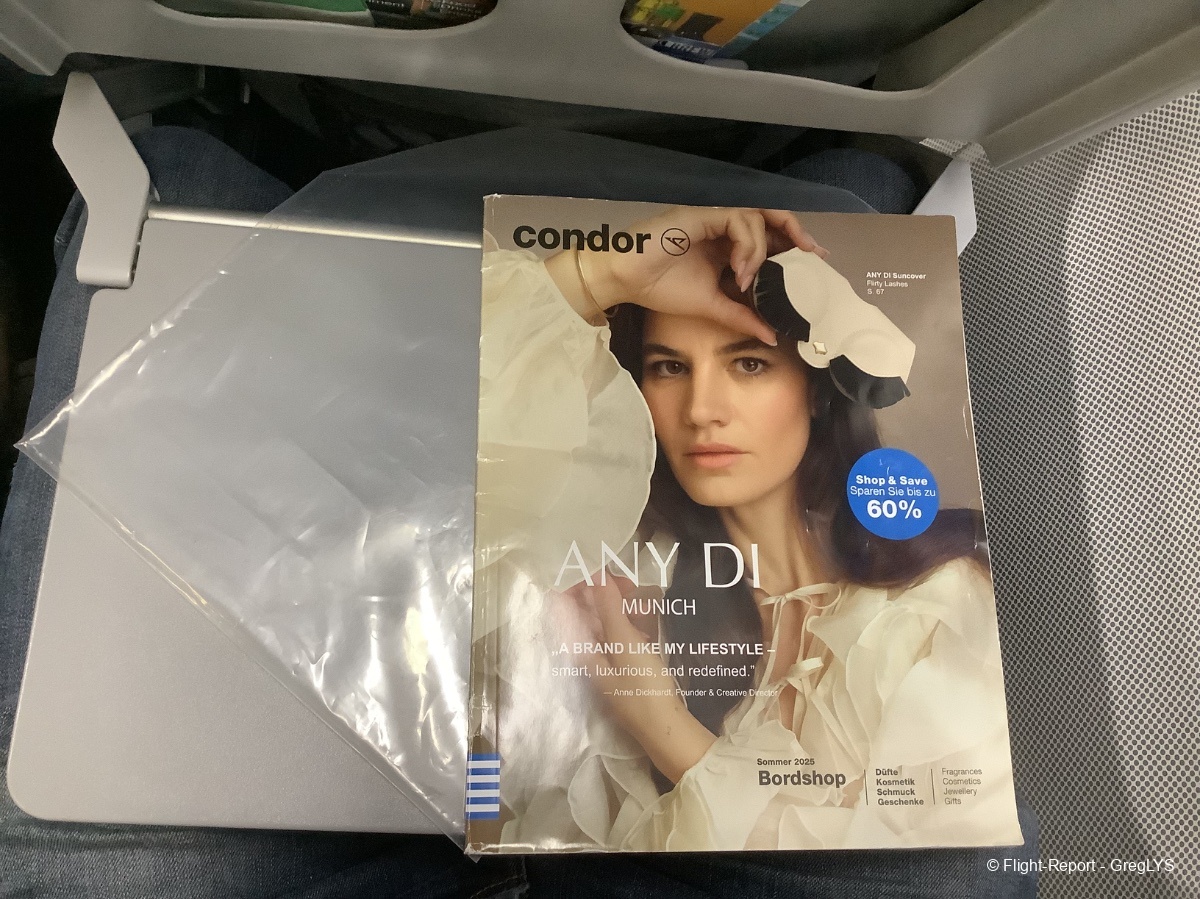 condor
ANY DI Suncover
Flirty Lashes
S. 67
Shop & Save
Sparen Sie bis zu
60%
ANY DI
MUNICH
„A BRAND LIKE MY LIFESTYLE –
smart, luxurious, and redefined."
— Anne Dickhardt, Founder & Creative Director
Sommer 2025
Bordshop
Düfte
Kosmetik
Schmuck
Geschenke
Fragrances
Cosmetics
Jewellery
Gifts
© Flight-Report - GregLYS